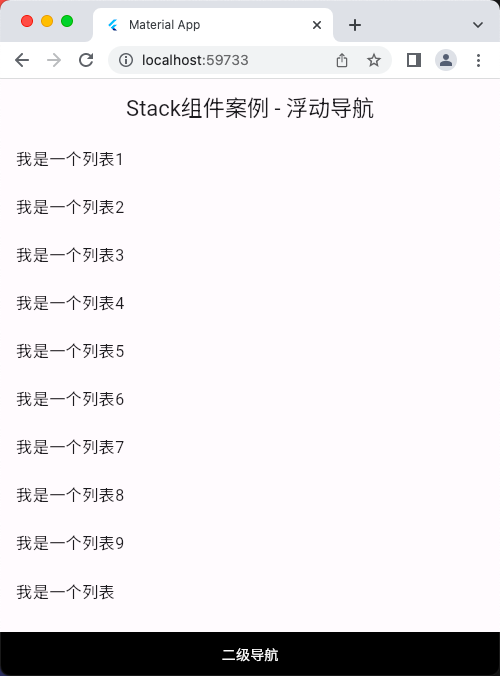 Material App
localhost:59733
Stack组件案例 - 浮动导航
我是一个列表1
我是一个列表2
我是一个列表3
我是一个列表4
我是一个列表5
我是一个列表6
我是一个列表7
我是一个列表8
我是一个列表9
我是一个列表
二级导航